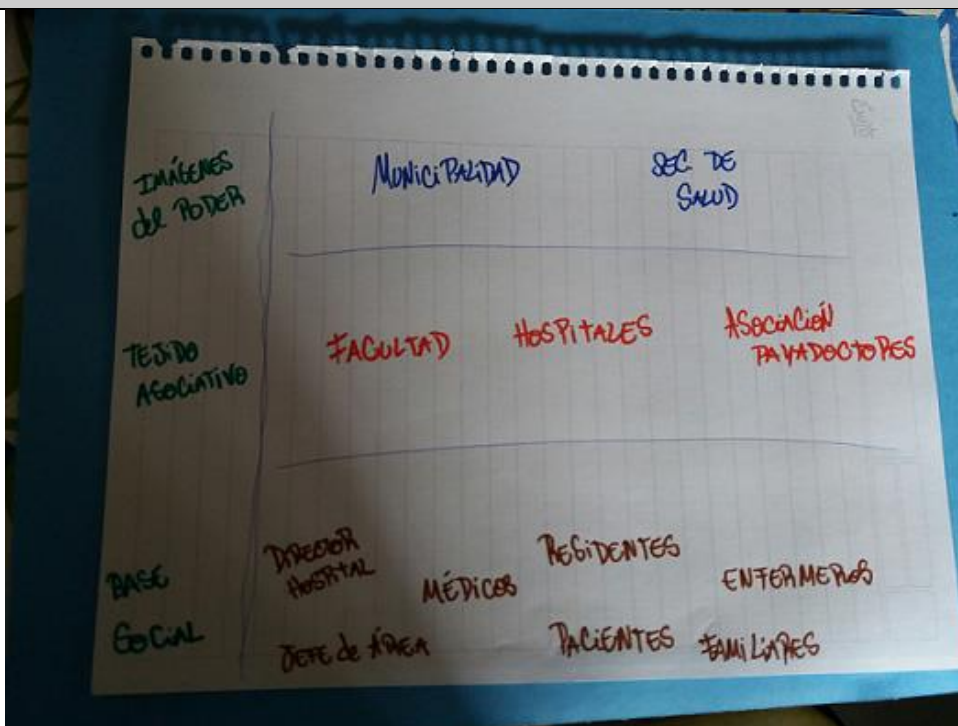 IMÁGENES
del PODER
MUNiCiPALiDAD
SEC. DE
SALUD
TEJiDO
ASOCiATiVO
FACULTAD
HOSPiTALES
ASOCiACiÓN
PAYADOCTORES
BASE
SOCiAL
DIRECTOR
HOSPITAL
MÉDiCOS
RESiDENTES
ENFERMEROS
JEFE de ÁREA
PACiENTES
FAMiLiARES